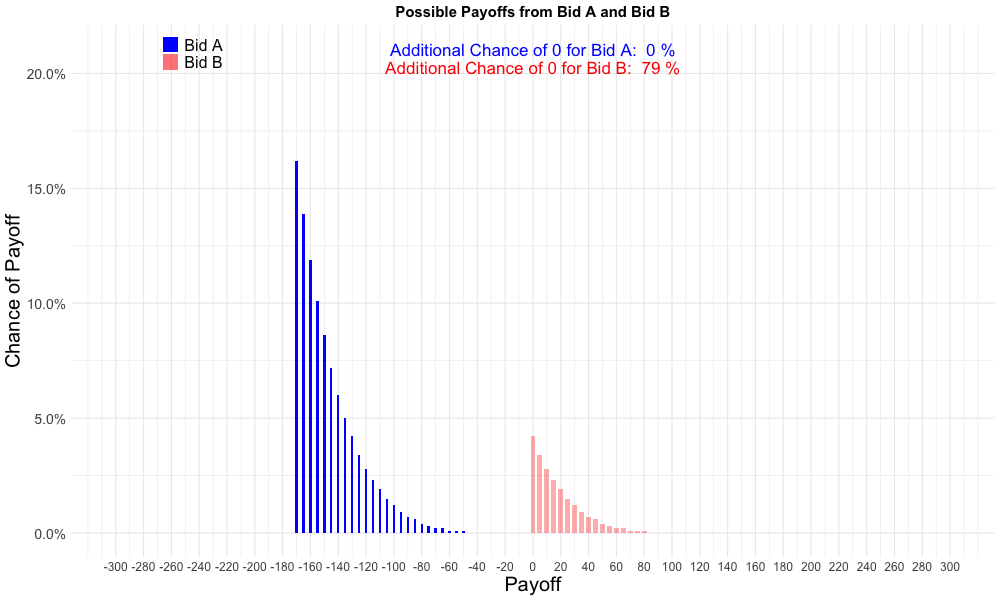 Possible Payoffs from Bid A and Bid B
Bid A
Bid B
Additional Chance of 0 for Bid A: 0 %
Additional Chance of 0 for Bid B: 79 %
Chance of Payoff
20.0%
15.0%
10.0%
5.0%
0.0%
-300 -280 -260 -240 -220 -200 -180 -160 -140 -120 -100 -80 -60 -40 -20 0 20 40 60 80 100 120 140 160 180 200 220 240 260 280 300
Payoff